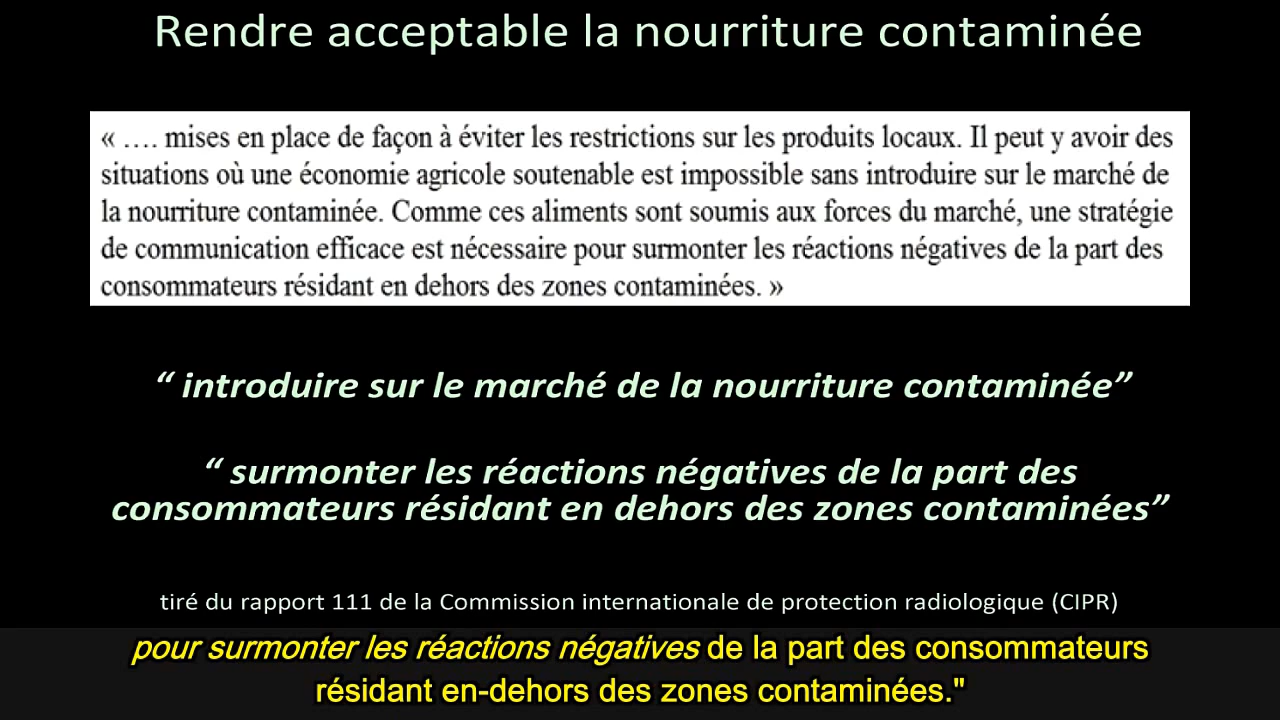 Rendre acceptable la nourriture contaminée
« …. mises en place de façon à éviter les restrictions sur les produits locaux. Il peut y avoir des
situations où une économie agricole soutenable est impossible sans introduire sur le marché de
la nourriture contaminée. Comme ces aliments sont soumis aux forces du marché, une stratégie
de communication efficace est nécessaire pour surmonter les réactions négatives de la part des
consommateurs résidant en dehors des zones contaminées. »
“ introduire sur le marché de la nourriture contaminée”
“ surmonter les réactions négatives de la part des
consommateurs résidant en dehors des zones contaminées”
tiré du rapport 111 de la Commission internationale de protection radiologique (CIPR)
pour surmonter les réactions négatives de la part des consommateurs
résidant en-dehors des zones contaminées."